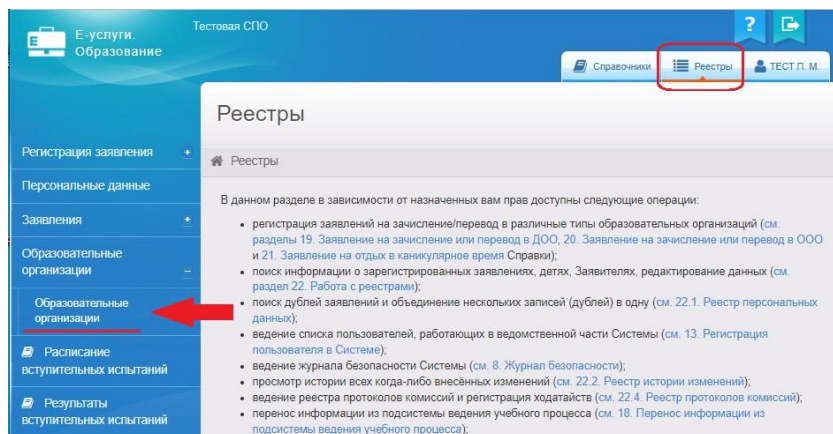 Е-услуги.
Образование
Тестовая СПО
?
Справочники
Реестры
ТЕСТ П. М.
Реестры
Регистрация заявления
Реестры
Персональные данные
В данном разделе в зависимости от назначенных вам прав доступны следующие операции:
Заявления
регистрация заявлений на зачисление/перевод в различные типы образовательных организаций (см.
разделы 19. Заявление на зачисление или перевод в ДОО, 20. Заявление на зачисление или перевод в ООО
и 21. Заявление на отдых в каникулярное время Справки);
Образовательные
организации
поиск информации о зарегистрированных заявлениях, детях, Заявителях, редактирование данных (см.
раздел 22. Работа с реестрами);
Образовательные
организации
поиск дублей заявлений и объединение нескольких записей (дублей) в одну (см. 22.1. Реестр персональных
данных);
ведение списка пользователей, работающих в ведомственной части Системы (см. 13. Регистрация
пользователя в Системе);
Расписание
вступительных испытаний
ведение журнала безопасности Системы (см. 8. Журнал безопасности);
просмотр истории всех когда-либо внесённых изменений (см. 22.2. Реестр истории изменений);
Результаты
вступительных испытаний
ведение реестра протоколов комиссий и регистрация ходатайств (см. 22.4. Реестр протоколов комиссий);
перенос информации из подсистемы ведения учебного процесса (см. 18. Перенос информации из
подсистемы ведения учебного процесса);